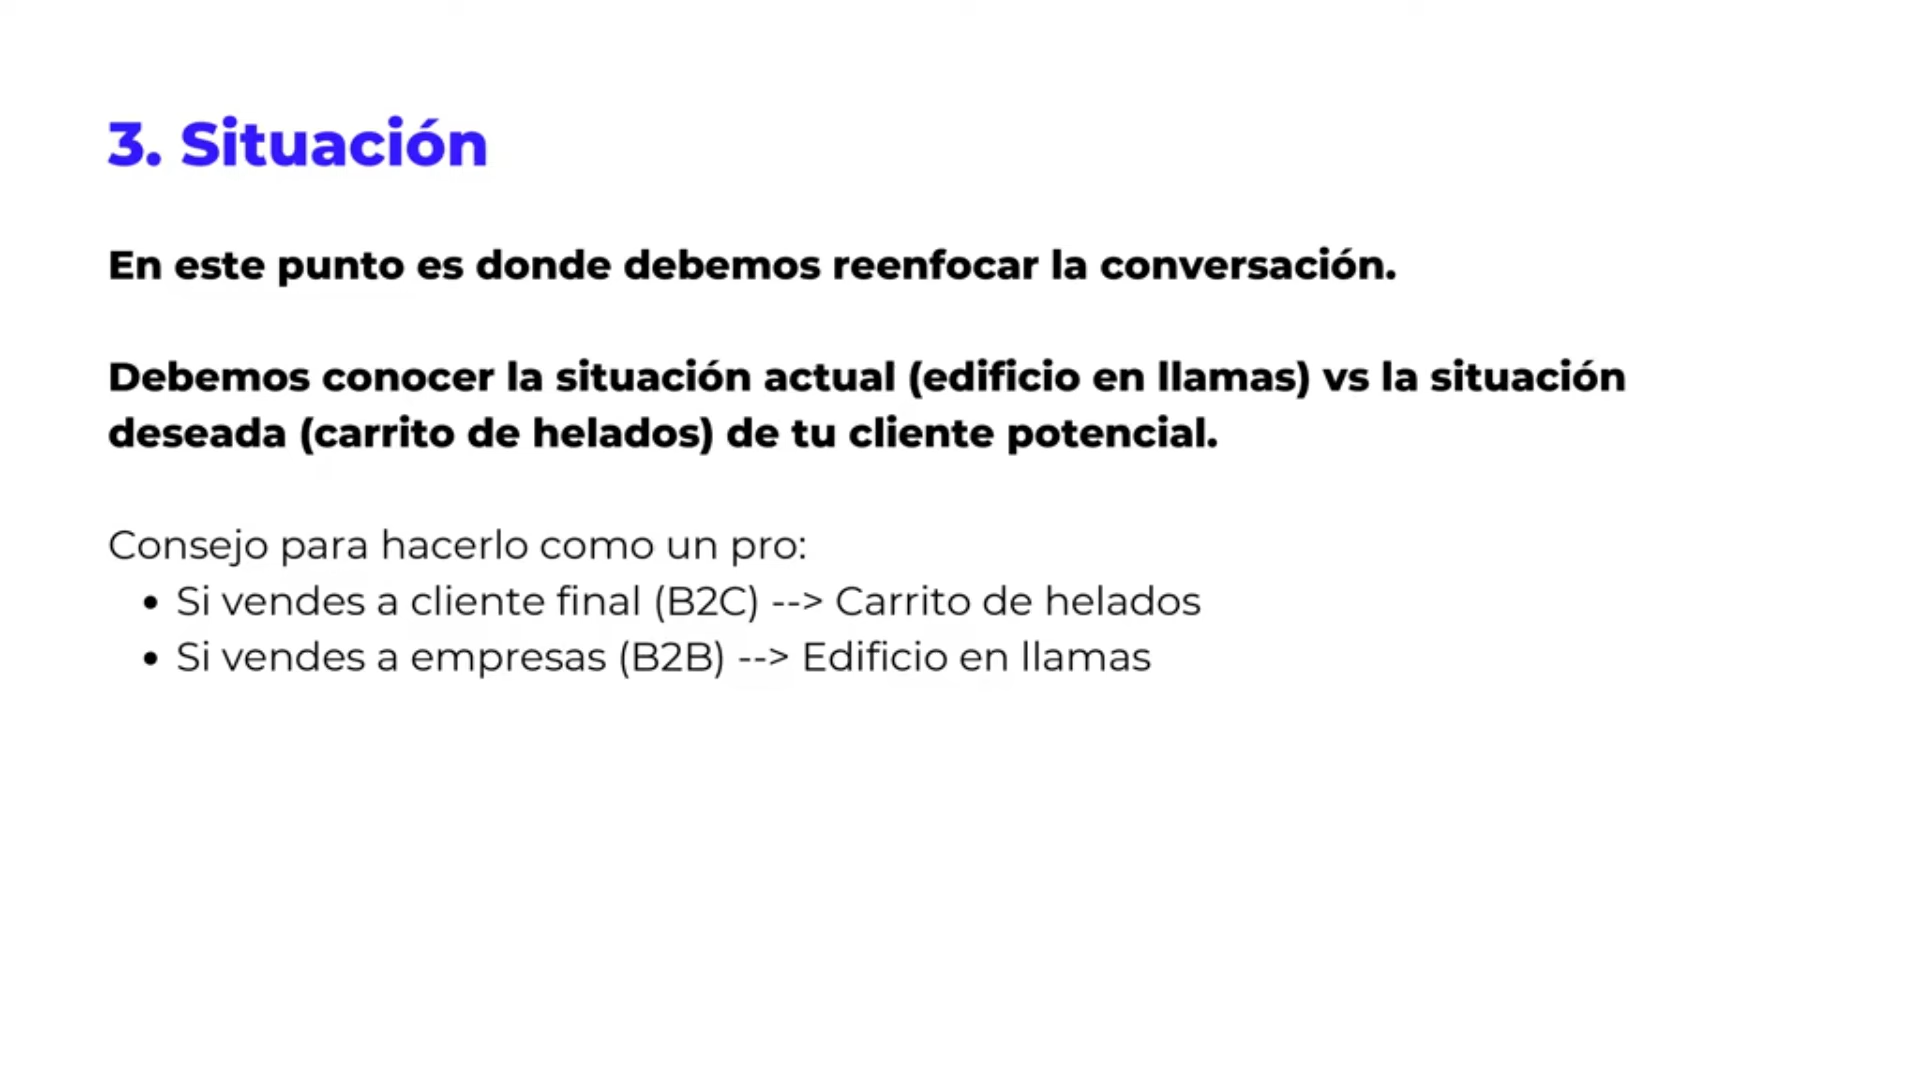 3. Situación
En este punto es donde debemos reenfocar la conversación.
Debemos conocer la situación actual (edificio en llamas) vs la situación
deseada (carrito de helados) de tu cliente potencial.
Consejo para hacerlo como un pro:
• Si vendes a cliente final (B2C) --> Carrito de helados
• Si vendes a empresas (B2B) --> Edificio en llamas